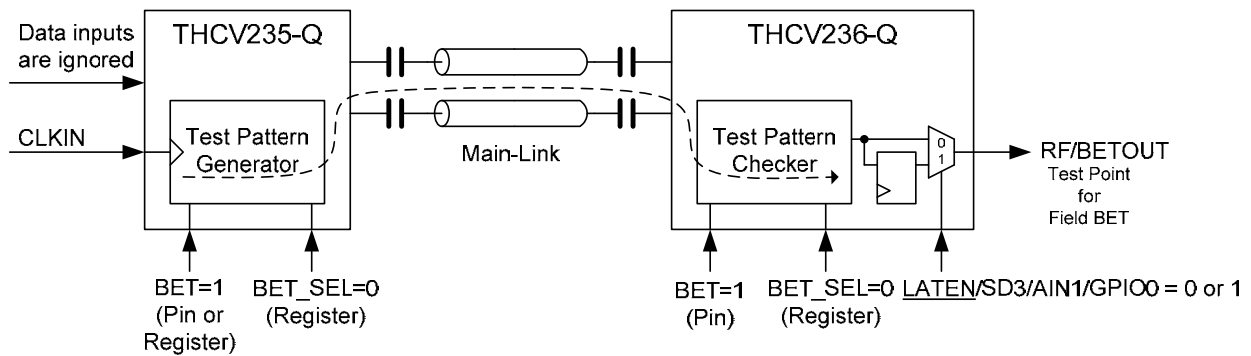 Data inputs
are ignored
THCV235-Q
THCV236-Q
CLKIN
Test Pattern
Generator
Main-Link
Test Pattern
Checker
0
1
RF/BETOUT
Test Point
for
Field BET
BET=1
(Pin or
Register)
BET_SEL=0
(Register)
BET=1
(Pin)
BET_SEL=0
(Register)
LATEN/SD3/AIN1/GPIO0 = 0 or 1